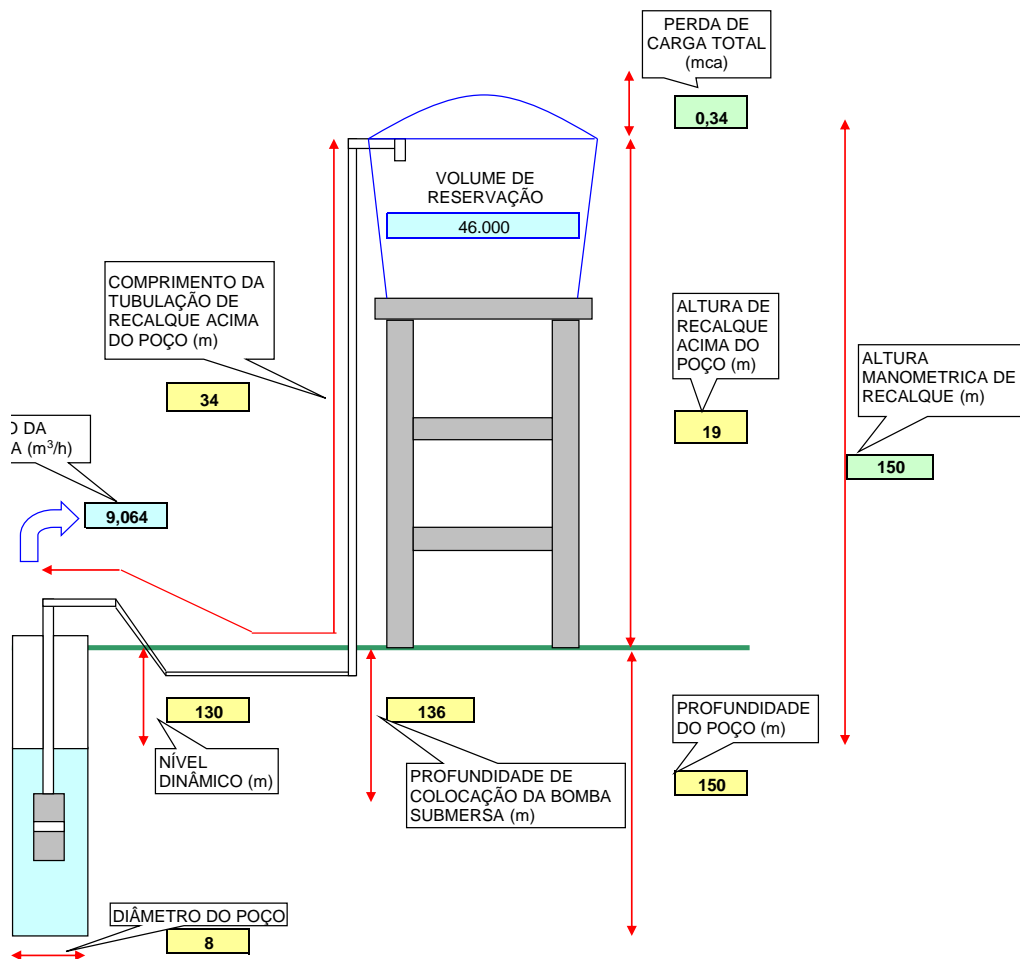 PERDA DE
CARGA TOTAL
(mca)
0,34
VOLUME DE
RESERVAÇÃO
46.000
COMPRIMENTO DA
TUBULAÇÃO DE
RECALQUE ACIMA
DO POÇO (m)
34
ALTURA DE
RECALQUE
ACIMA DO
POÇO (m)
19
ALTURA
MANOMETRICA DE
RECALQUE (m)
150
O DA
A (m³/h)
9,064
130
NÍVEL
DINÂMICO (m)
136
PROFUNDIDADE DE
COLOCAÇÃO DA BOMBA
SUBMERSA (m)
PROFUNDIDADE
DO POÇO (m)
150
DIÂMETRO DO POÇO
8